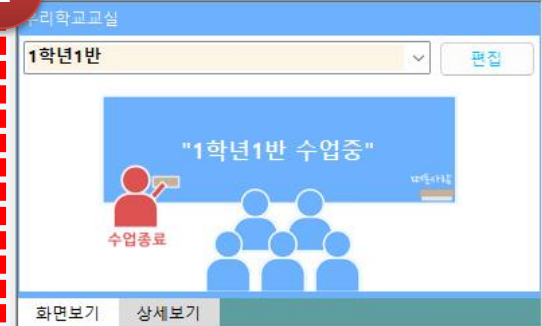 우리학교교실
1학년1반
편집
"1학년1반 수업중"
수업종료
화면보기 상세보기